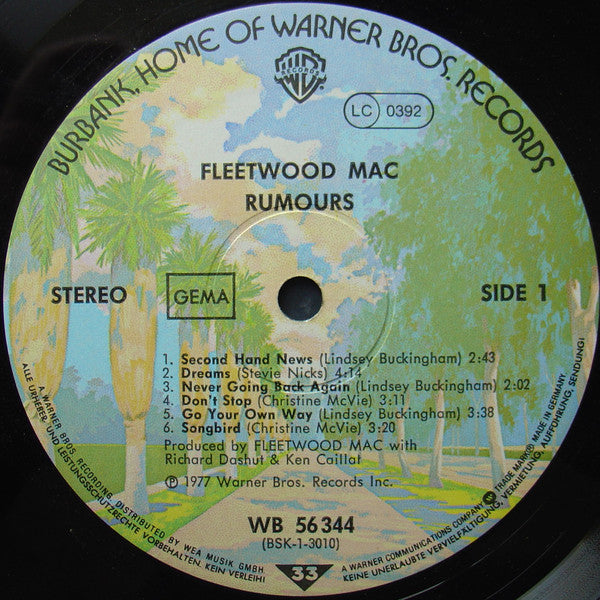 BURBANK, HOME OF WARNER BROS. RECORDS
RECORDS
LC 0392
FLEETWOOD MAC
RUMOURS
STEREO
GEMA
SIDE 1
1. Second Hand News (Lindsey Buckingham) 2:43
2. Dreams (Stevie Nicks) 4:14
3. Never Going Back Again (Lindsey Buckingham) 2:02
4. Don't Stop (Christine McVie) 3:11
5. Go Your Own Way (Lindsey Buckingham) 3:38
6. Songbird (Christine McVie) 3:20
Produced by FLEETWOOD MAC with
Richard Dashut & Ken Caillat
℗ 1977 Warner Bros. Records Inc.
WB 56 344
(BSK-1-3010)
33
A WARNER BROS. RECORDING DISTRIBUTED BY WEA MUSIK GMBH.
ALLE URHEBER- UND LEISTUNGSSCHUTZRECHTE VORBEHALTEN. KEIN VERLEIH!
A WARNER COMMUNICATIONS COMPANY TRADE MARK® MADE IN GERMANY
KEINE UNERLAUBTE VERVIELFÄLTIGUNG, VERMIETUNG, AUFFÜHRUNG, SENDUNG!